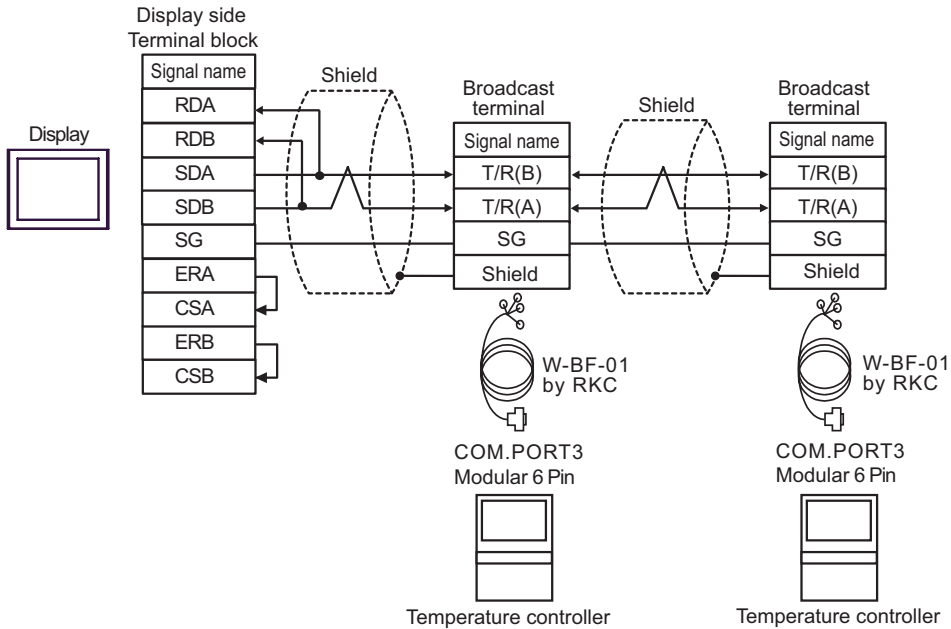 Display side
Terminal block
Signal name
RDA
RDB
SDA
SDB
SG
ERA
CSA
ERB
CSB
Display
Shield
Broadcast
terminal
Signal name
T/R(B)
T/R(A)
SG
Shield
Shield
Broadcast
terminal
Signal name
T/R(B)
T/R(A)
SG
Shield
W-BF-01
by RKC
COM.PORT3
Modular 6 Pin
Temperature controller
W-BF-01
by RKC
COM.PORT3
Modular 6 Pin
Temperature controller